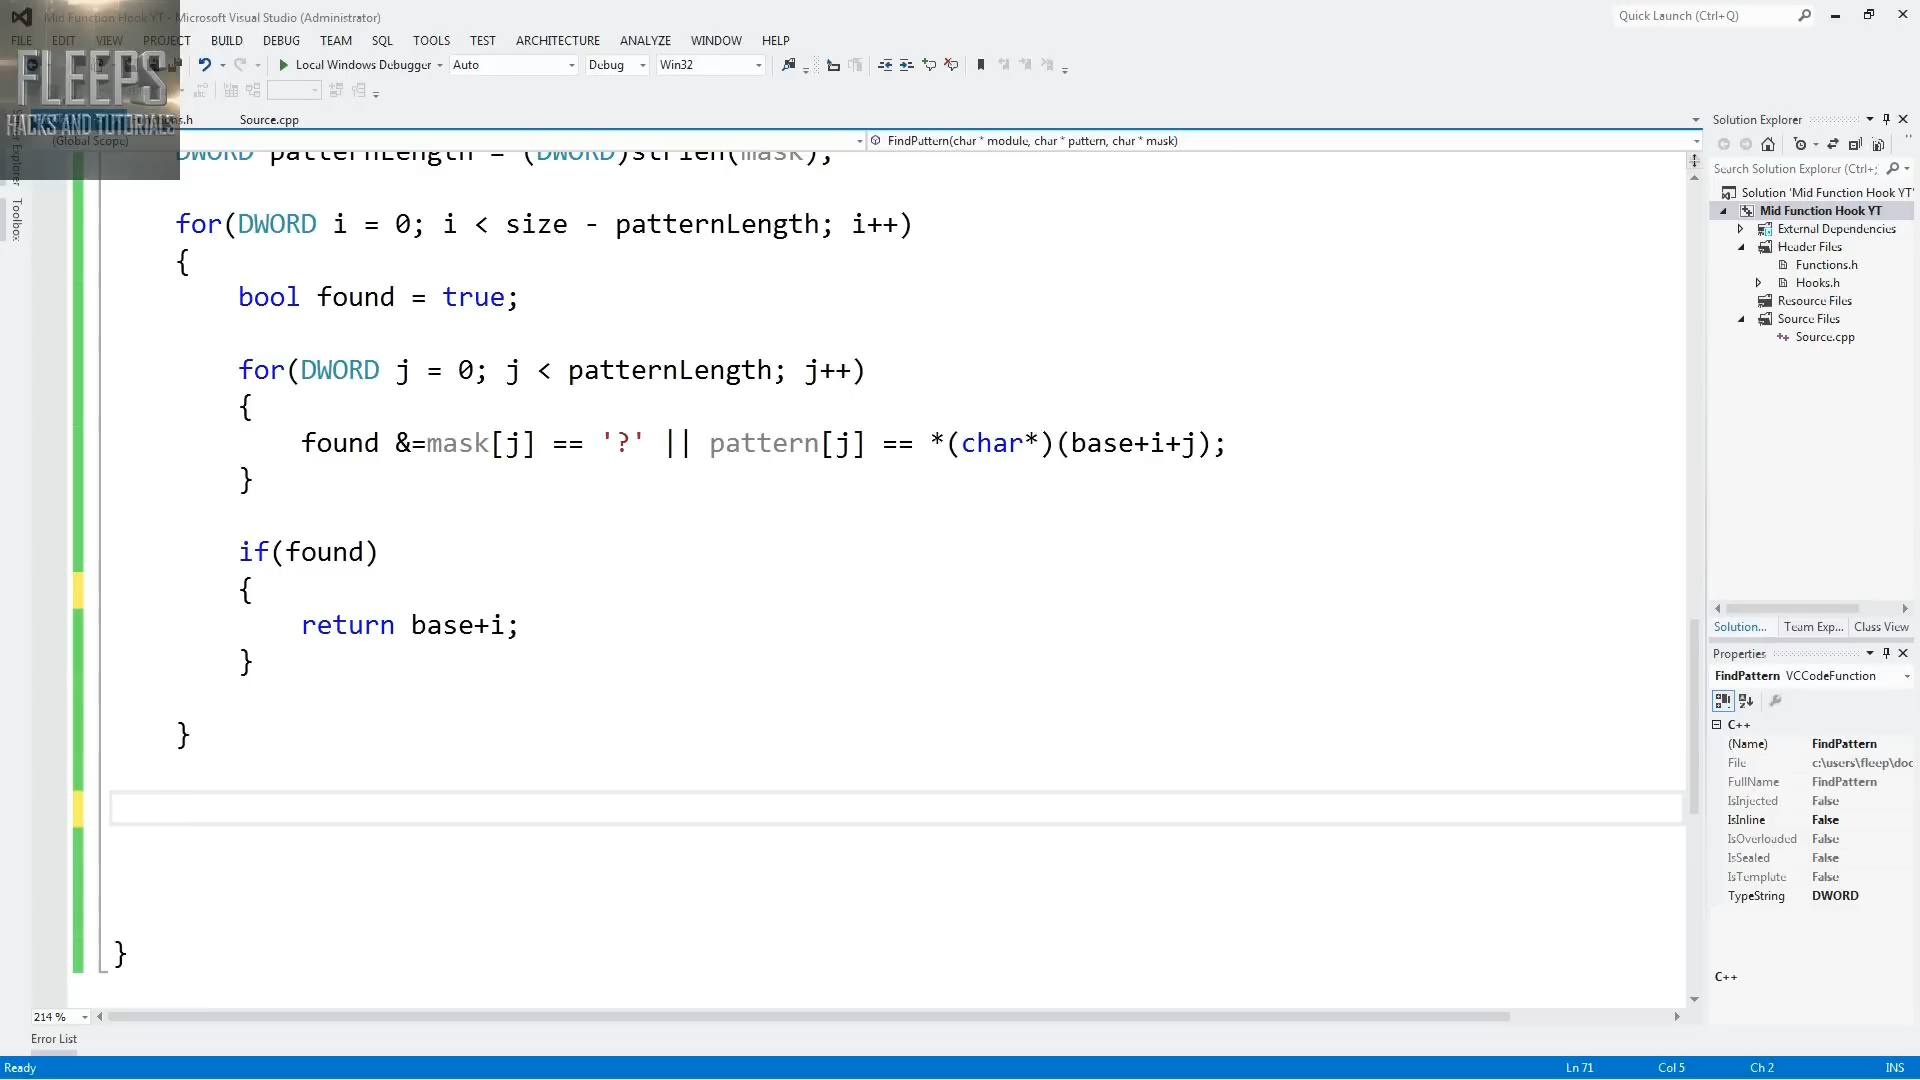 Mid Function Hook YT - Microsoft Visual Studio (Administrator)
Quick Launch (Ctrl+Q)
FILE EDIT VIEW PROJECT BUILD DEBUG TEAM SQL TOOLS TEST ARCHITECTURE ANALYZE WINDOW HELP
FLEEPS
HACKS AND TUTORIALS
Local Windows Debugger Auto Debug Win32
Source.cpp
(Global Scope)
FindPattern(char * module, char * pattern, char * mask)
Toolbox
DWORD patternLength = (DWORD)strlen(mask);
for(DWORD i = 0; i < size - patternLength; i++)
{
bool found = true;
for(DWORD j = 0; j < patternLength; j++)
{
found &=mask[j] == '?' || pattern[j] == *(char*)(base+i+j);
}
if(found)
{
return base+i;
}
}
}
214 %
Error List
Solution Explorer
Search Solution Explorer (Ctrl+;
Solution 'Mid Function Hook YT'
Mid Function Hook YT
External Dependencies
Header Files
Functions.h
Hooks.h
Resource Files
Source Files
Source.cpp
Solution... Team Exp... Class View
Properties
FindPattern VCCodeFunction
C++
(Name) FindPattern
File c:\users\fleep\doc
FullName FindPattern
IsInjected False
IsInline False
IsOverloaded False
IsSealed False
IsTemplate False
TypeString DWORD
C++
Ready
Ln 71 Col 5 Ch 2 INS